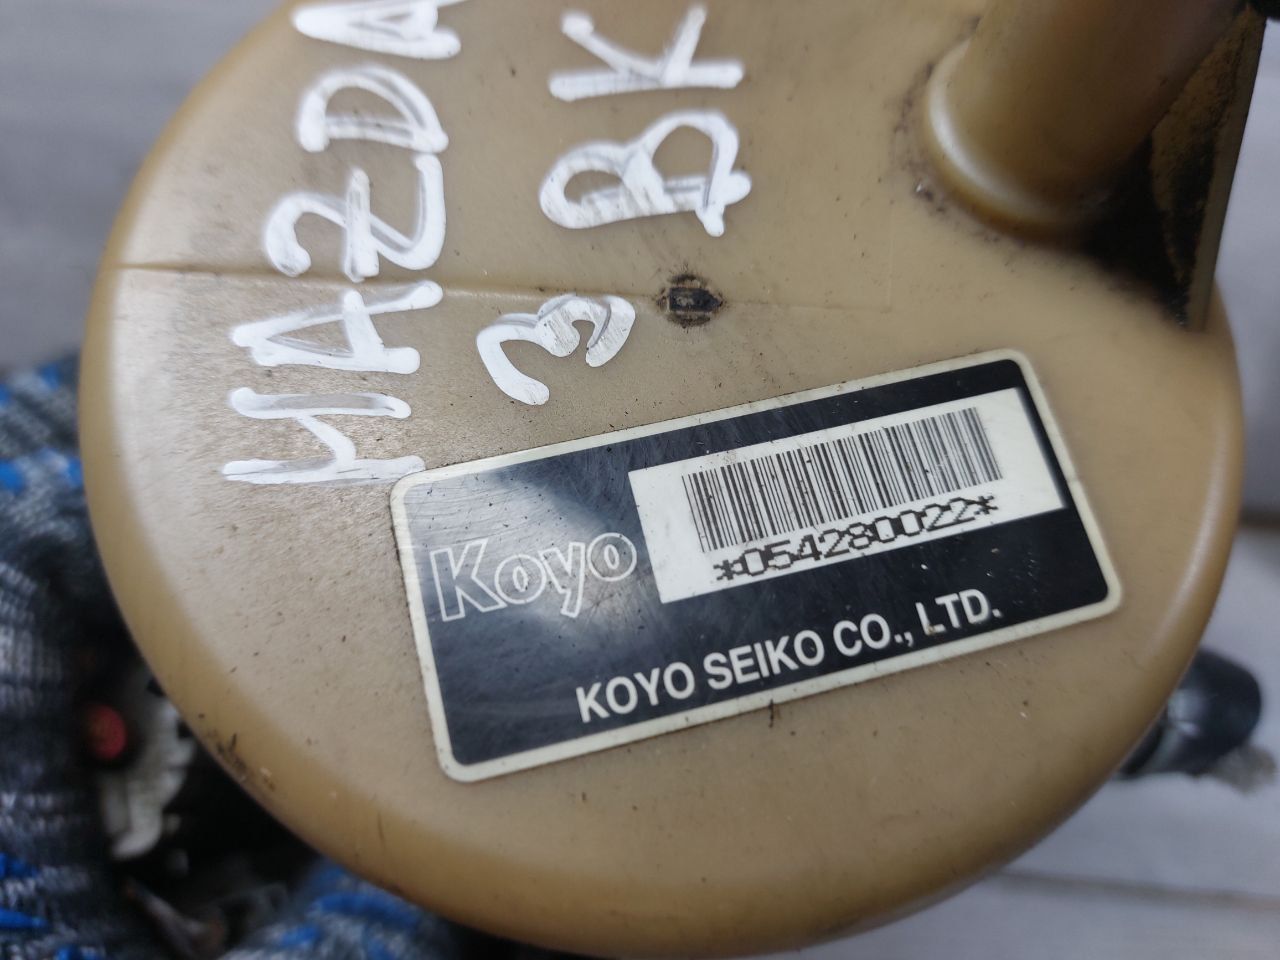 MAZDA
3 BK
*054280022*
Koyo
KOYO SEIKO CO., LTD.